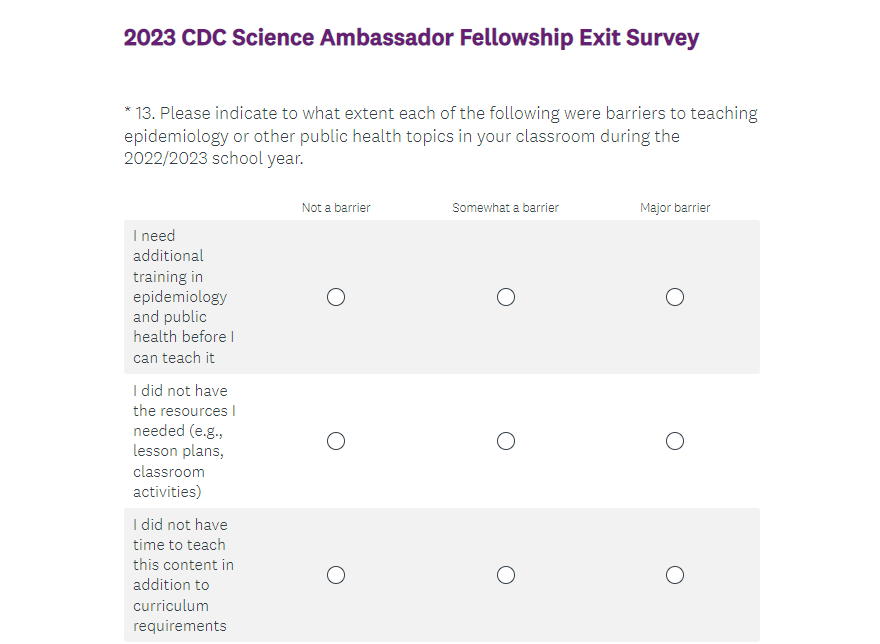 2023 CDC Science Ambassador Fellowship Exit Survey
* 13. Please indicate to what extent each of the following were barriers to teaching
epidemiology or other public health topics in your classroom during the
2022/2023 school year.
Not a barrier Somewhat a barrier Major barrier
I need
additional
training in
epidemiology
and public
health before I
can teach it
I did not have
the resources I
needed (e.g.,
lesson plans,
classroom
activities)
I did not have
time to teach
this content in
addition to
curriculum
requirements